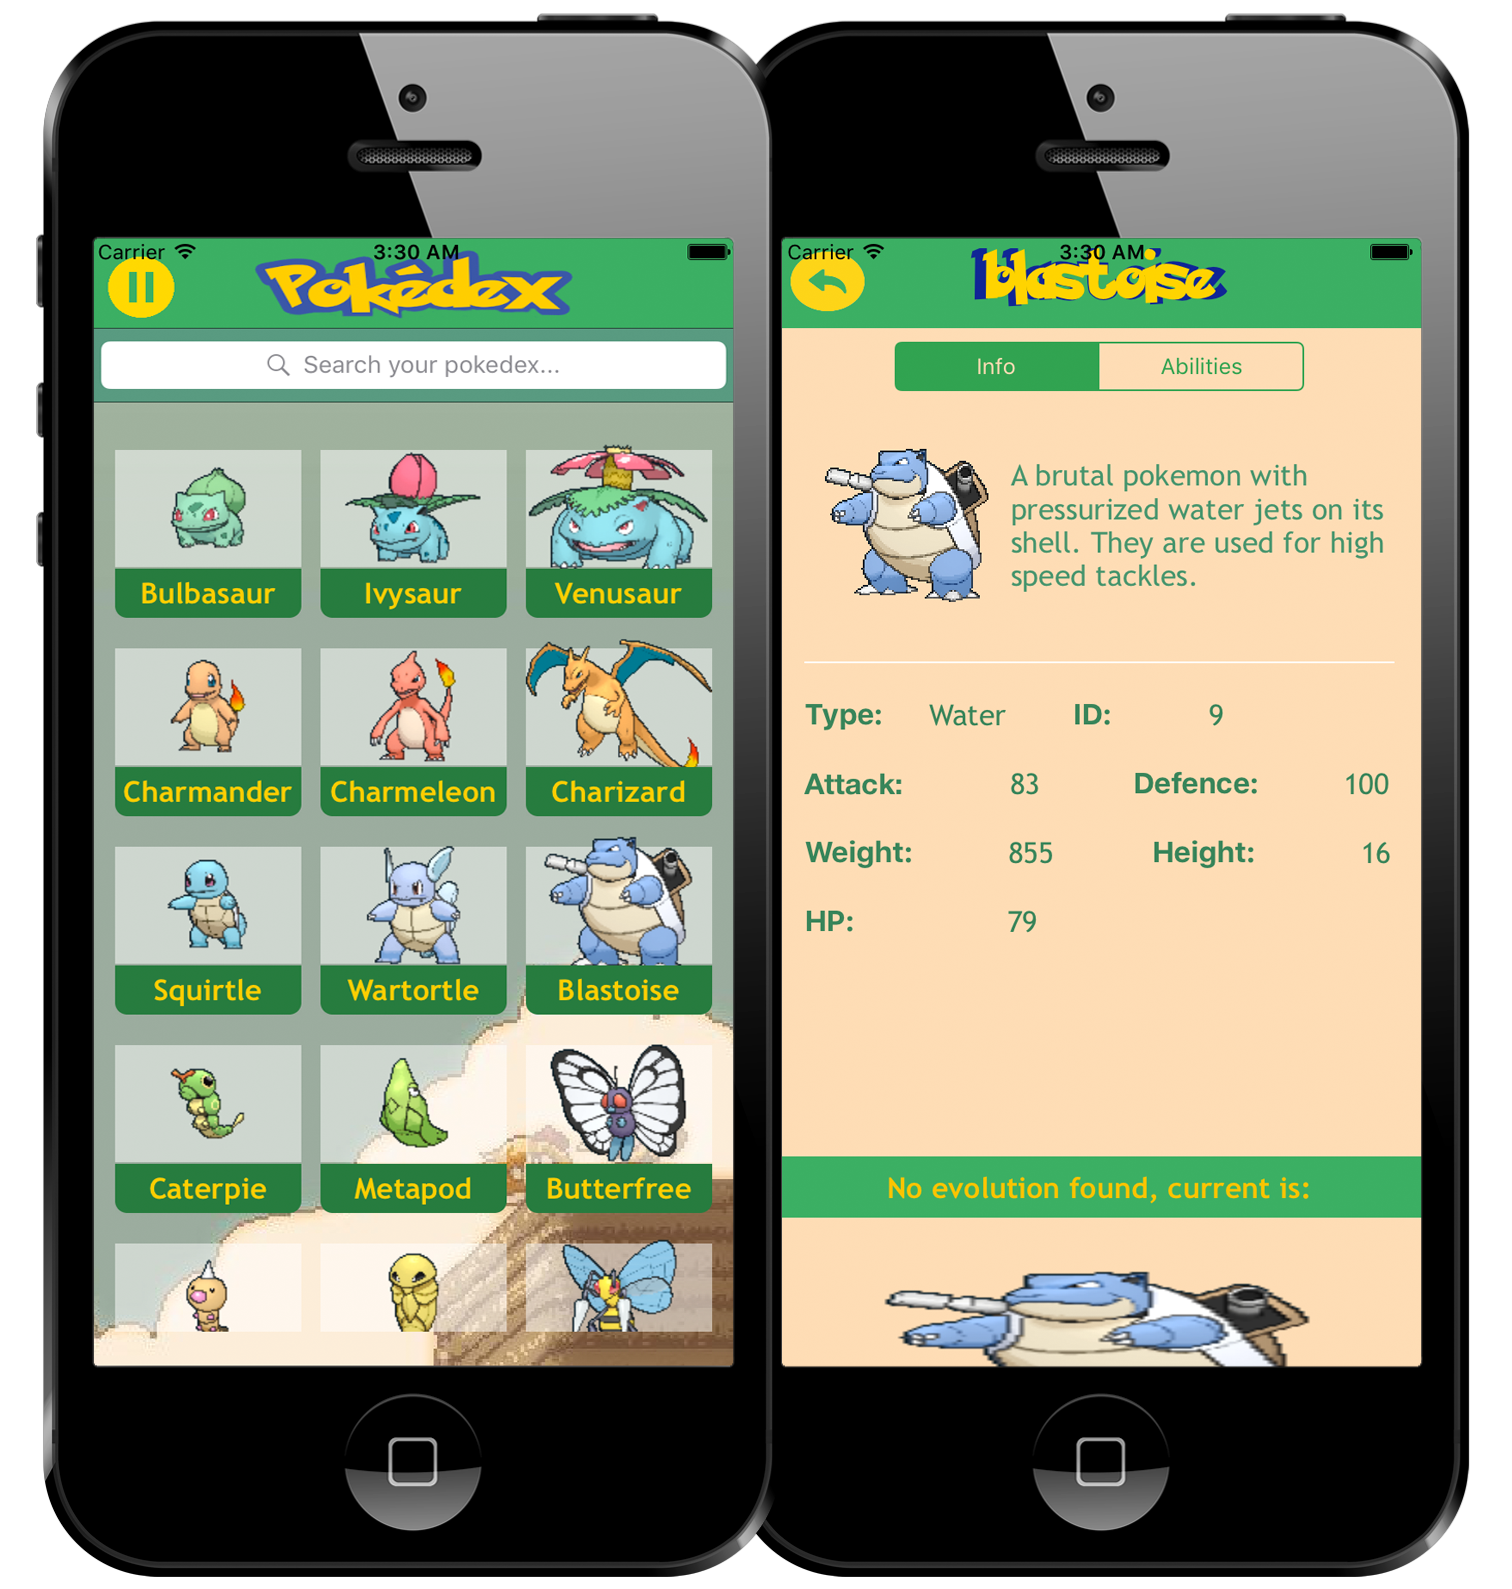 Carrier 3:30 AM
Pokédex
Search your pokedex...
Bulbasaur Ivysaur Venusaur
Charmander Charmeleon Charizard
Squirtle Wartortle Blastoise
Caterpie Metapod Butterfree
Carrier 3:30 AM
blastoise
Info Abilities
A brutal pokemon with
pressurized water jets on its
shell. They are used for high
speed tackles.
Type: Water ID: 9
Attack: 83 Defence: 100
Weight: 855 Height: 16
HP: 79
No evolution found, current is: